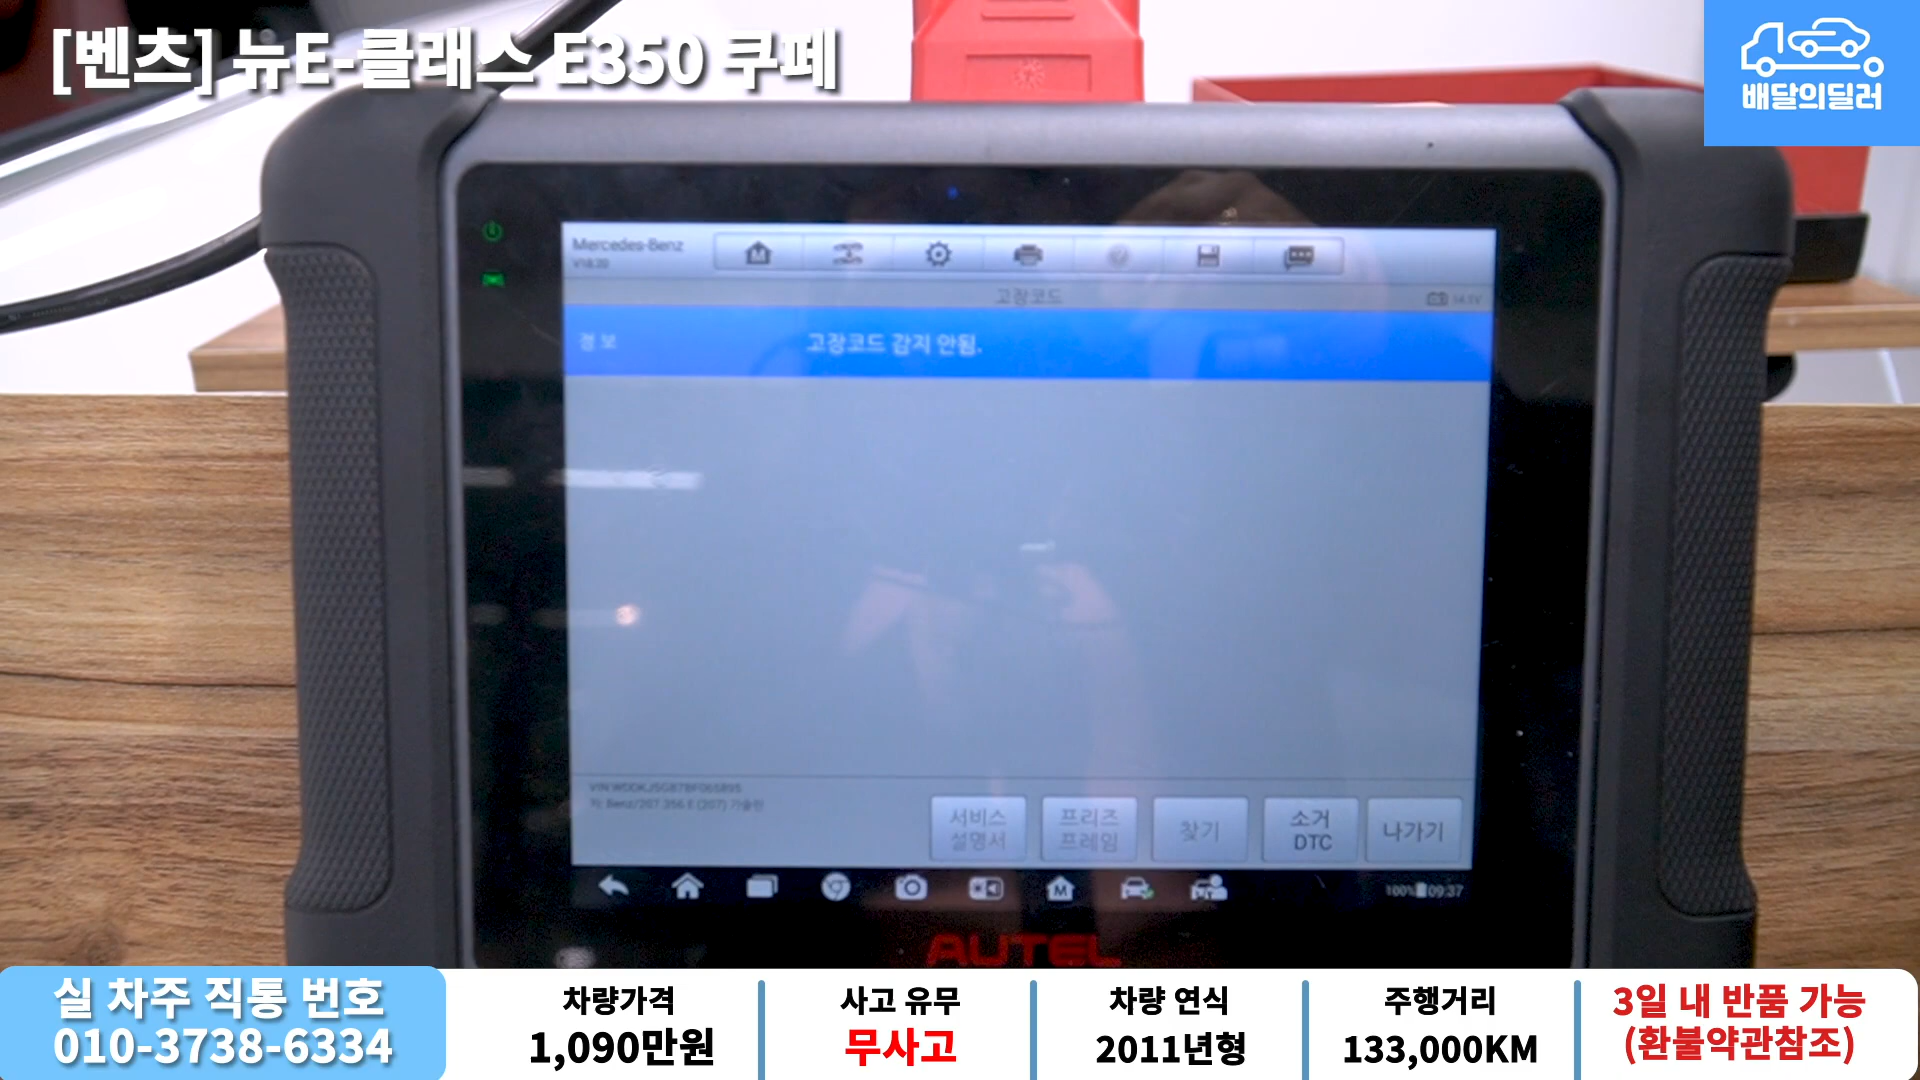 [벤츠] 뉴E-클래스 E350 쿠페
배달의딜러
Mercedes-Benz
고장코드
경 보
고장코드 감지 안됨.
서비스
설명서
프리즈
프레임
찾기
소거
DTC
나가기
100% 09:37
AUTEL
실 차주 직통 번호
010-3738-6334
차량가격
1,090만원
사고 유무
무사고
차량 연식
2011년형
주행거리
133,000KM
3일 내 반품 가능
(환불약관참조)